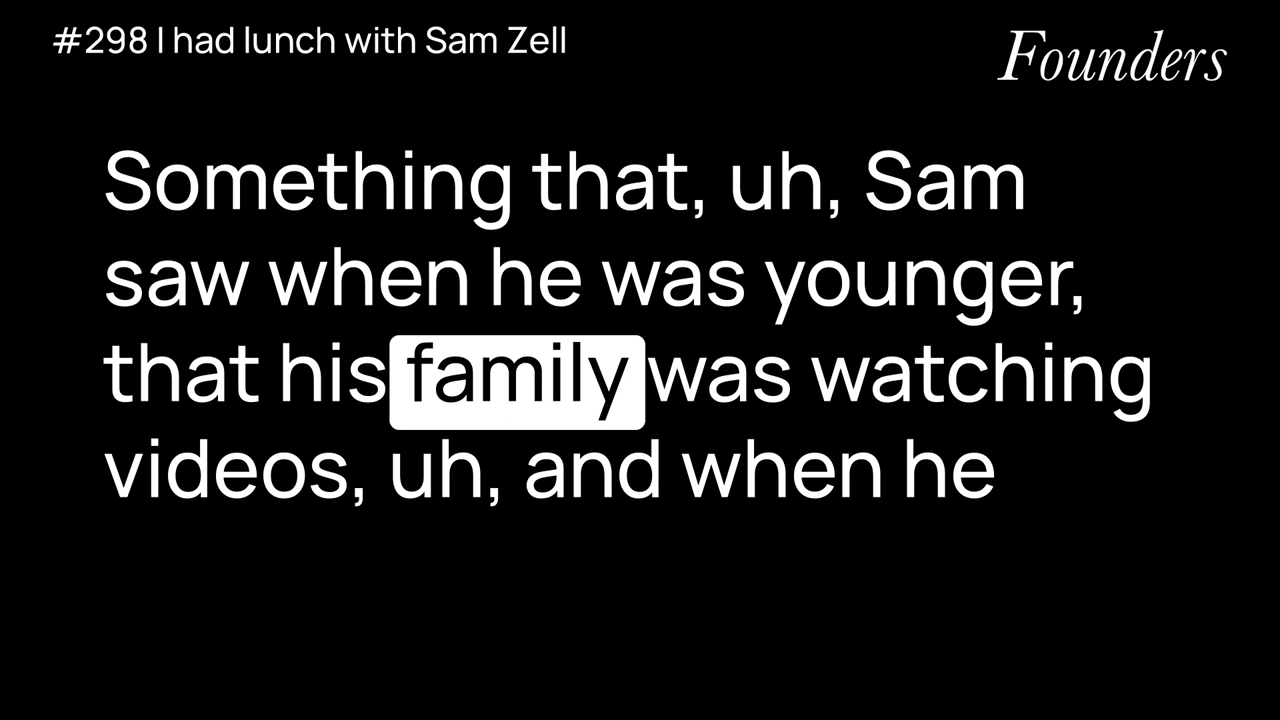 #298 I had lunch with Sam Zell
Founders
Something that, uh, Sam
saw when he was younger,
that his family was watching
videos, uh, and when he